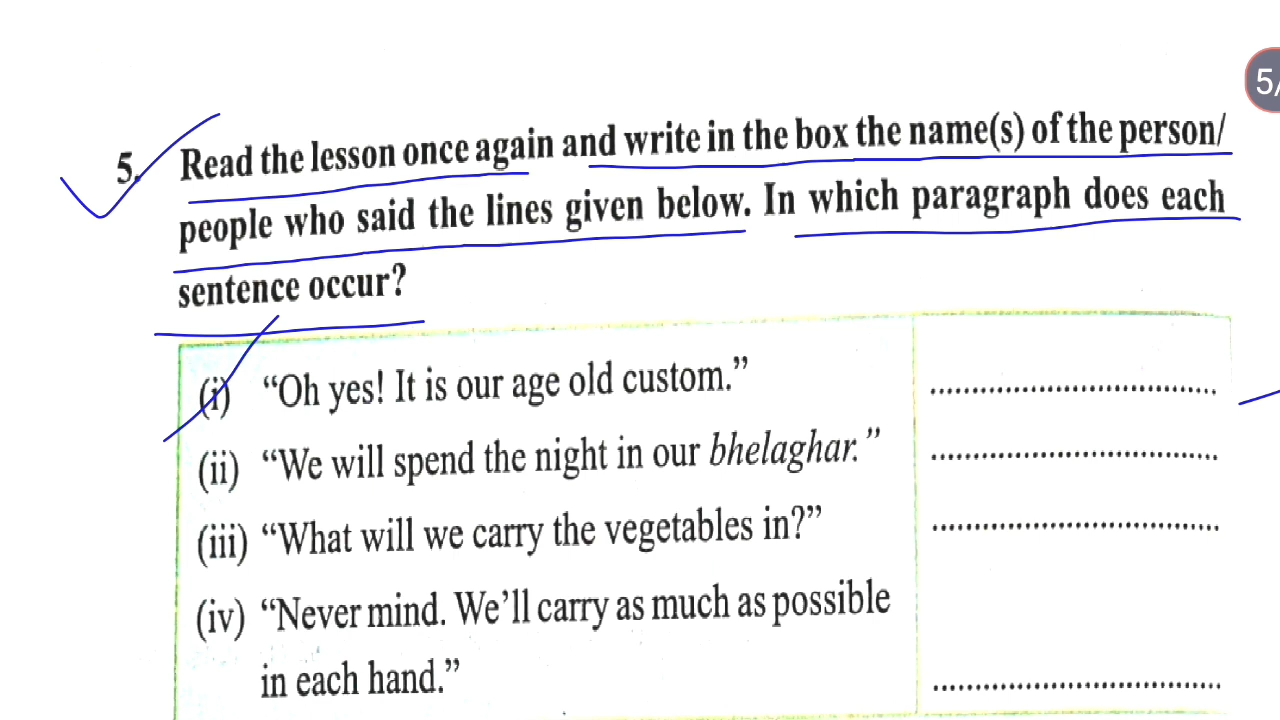 5/
5. Read the lesson once again and write in the box the name(s) of the person/
people who said the lines given below. In which paragraph does each
sentence occur?
(i) “Oh yes! It is our age old custom.” ....................................
(ii) “We will spend the night in our bhelaghar.” ....................................
(iii) “What will we carry the vegetables in?” ....................................
(iv) “Never mind. We’ll carry as much as possible
in each hand.” ....................................